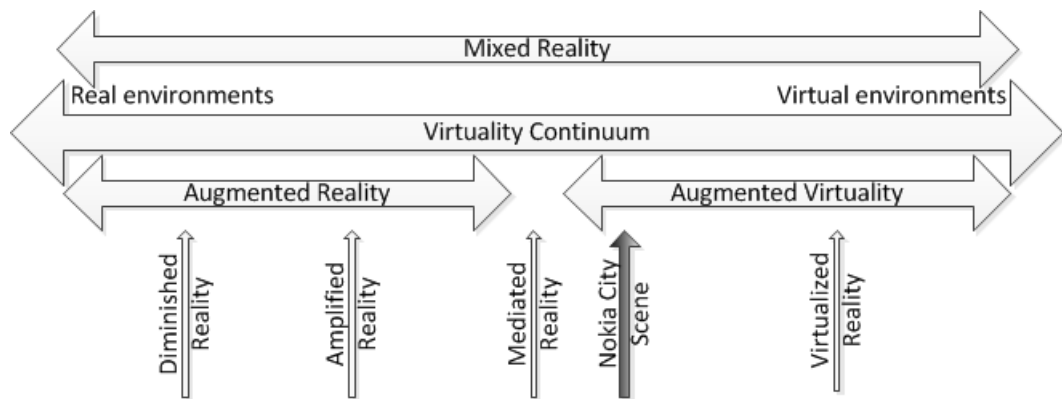 Mixed Reality
Real environments
Virtual environments
Virtuality Continuum
Augmented Reality
Augmented Virtuality
Diminished
Reality
Amplified
Reality
Mediated
Reality
Nokia City
Scene
Virtualized
Reality